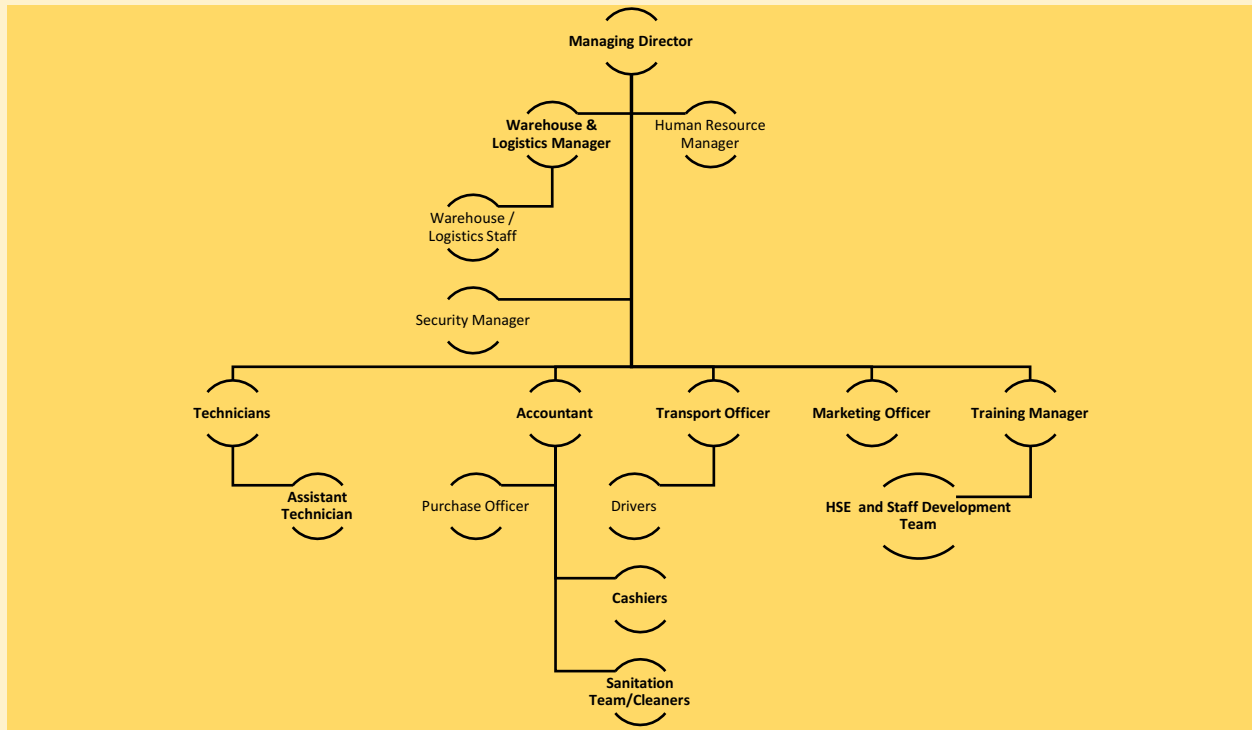 Managing Director
Warehouse &
Logistics Manager
Human Resource
Manager
Warehouse /
Logistics Staff
Security Manager
Technicians
Accountant
Transport Officer
Marketing Officer
Training Manager
Assistant
Technician
Purchase Officer
Drivers
HSE and Staff Development
Team
Cashiers
Sanitation
Team/Cleaners